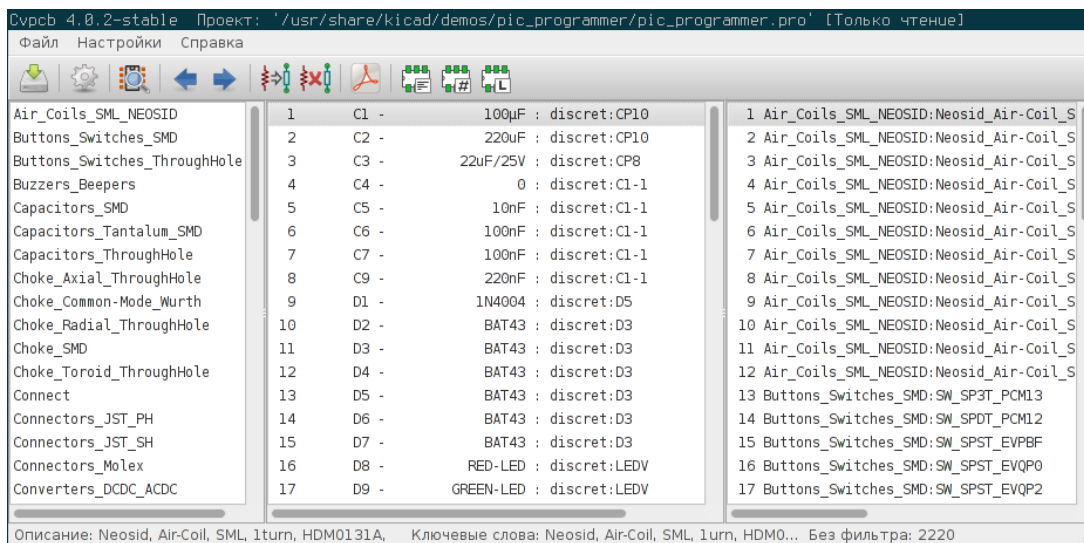 Cvpcb 4.0.2-stable Проект: '/usr/share/kicad/demos/pic_programmer/pic_programmer.pro' [Только чтение]
Файл Настройки Справка
# L
Air_Coils_SML_NEOSID 1 C1 - 100µF : discret:CP10 1 Air_Coils_SML_NEOSID:Neosid_Air-Coil_S
Buttons_Switches_SMD 2 C2 - 220uF : discret:CP10 2 Air_Coils_SML_NEOSID:Neosid_Air-Coil_S
Buttons_Switches_ThroughHole 3 C3 - 22uF/25V : discret:CP8 3 Air_Coils_SML_NEOSID:Neosid_Air-Coil_S
Buzzers_Beepers 4 C4 - 0 : discret:C1-1 4 Air_Coils_SML_NEOSID:Neosid_Air-Coil_S
Capacitors_SMD 5 C5 - 10nF : discret:C1-1 5 Air_Coils_SML_NEOSID:Neosid_Air-Coil_S
Capacitors_Tantalum_SMD 6 C6 - 100nF : discret:C1-1 6 Air_Coils_SML_NEOSID:Neosid_Air-Coil_S
Capacitors_ThroughHole 7 C7 - 100nF : discret:C1-1 7 Air_Coils_SML_NEOSID:Neosid_Air-Coil_S
Choke_Axial_ThroughHole 8 C9 - 220nF : discret:C1-1 8 Air_Coils_SML_NEOSID:Neosid_Air-Coil_S
Choke_Common-Mode_Wurth 9 D1 - 1N4004 : discret:D5 9 Air_Coils_SML_NEOSID:Neosid_Air-Coil_S
Choke_Radial_ThroughHole 10 D2 - BAT43 : discret:D3 10 Air_Coils_SML_NEOSID:Neosid_Air-Coil_S
Choke_SMD 11 D3 - BAT43 : discret:D3 11 Air_Coils_SML_NEOSID:Neosid_Air-Coil_S
Choke_Toroid_ThroughHole 12 D4 - BAT43 : discret:D3 12 Air_Coils_SML_NEOSID:Neosid_Air-Coil_S
Connect 13 D5 - BAT43 : discret:D3 13 Buttons_Switches_SMD:SW_SP3T_PCM13
Connectors_JST_PH 14 D6 - BAT43 : discret:D3 14 Buttons_Switches_SMD:SW_SPDT_PCM12
Connectors_JST_SH 15 D7 - BAT43 : discret:D3 15 Buttons_Switches_SMD:SW_SPST_EVPBF
Connectors_Molex 16 D8 - RED-LED : discret:LEDV 16 Buttons_Switches_SMD:SW_SPST_EVQP0
Converters_DCDC_ACDC 17 D9 - GREEN-LED : discret:LEDV 17 Buttons_Switches_SMD:SW_SPST_EVQP2
Описание: Neosid, Air-Coil, SML, 1turn, HDM0131A, Ключевые слова: Neosid, Air-Coil, SML, 1urn, HDM0... Без фильтра: 2220